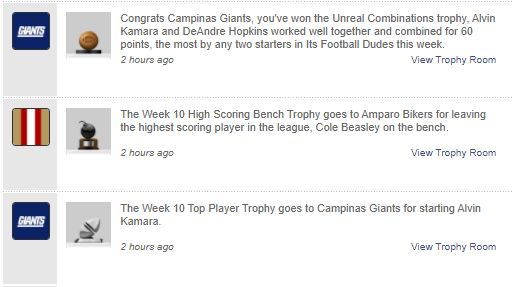 GIANTS
Congrats Campinas Giants, you've won the Unreal Combinations trophy, Alvin
Kamara and DeAndre Hopkins worked well together and combined for 60
points, the most by any two starters in Its Football Dudes this week.
2 hours ago View Trophy Room
The Week 10 High Scoring Bench Trophy goes to Amparo Bikers for leaving
the highest scoring player in the league, Cole Beasley on the bench.
2 hours ago View Trophy Room
GIANTS
The Week 10 Top Player Trophy goes to Campinas Giants for starting Alvin
Kamara.
2 hours ago View Trophy Room